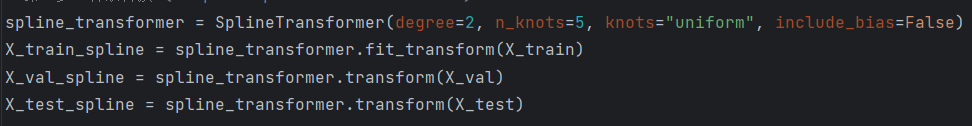 spline_transformer = SplineTransformer(degree=2, n_knots=5, knots="uniform", include_bias=False)
X_train_spline = spline_transformer.fit_transform(X_train)
X_val_spline = spline_transformer.transform(X_val)
X_test_spline = spline_transformer.transform(X_test)